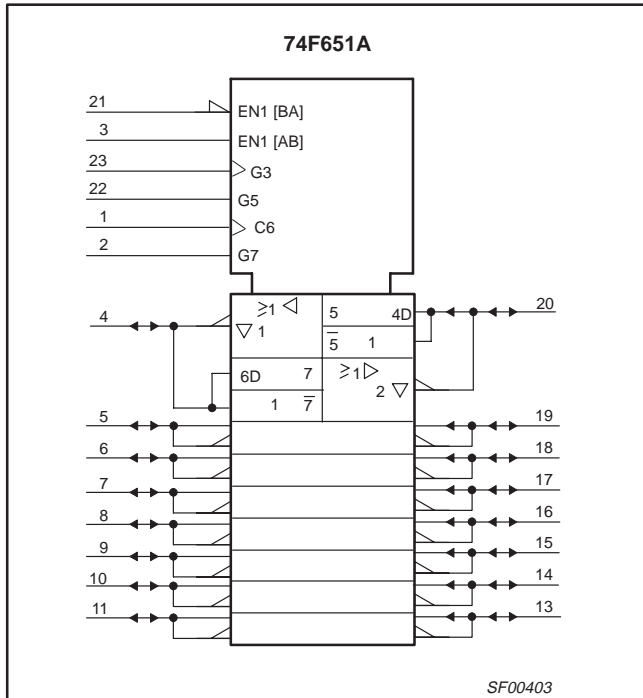 74F651A
21 EN1 [BA]
3 EN1 [AB]
23 G3
22 G5
1 C6
2 G7
4 ≥1 1 5 4D 20
5̅ 1
6D 7 ≥1 2
1 7̅
5 19
6 18
7 17
8 16
9 15
10 14
11 13
SF00403